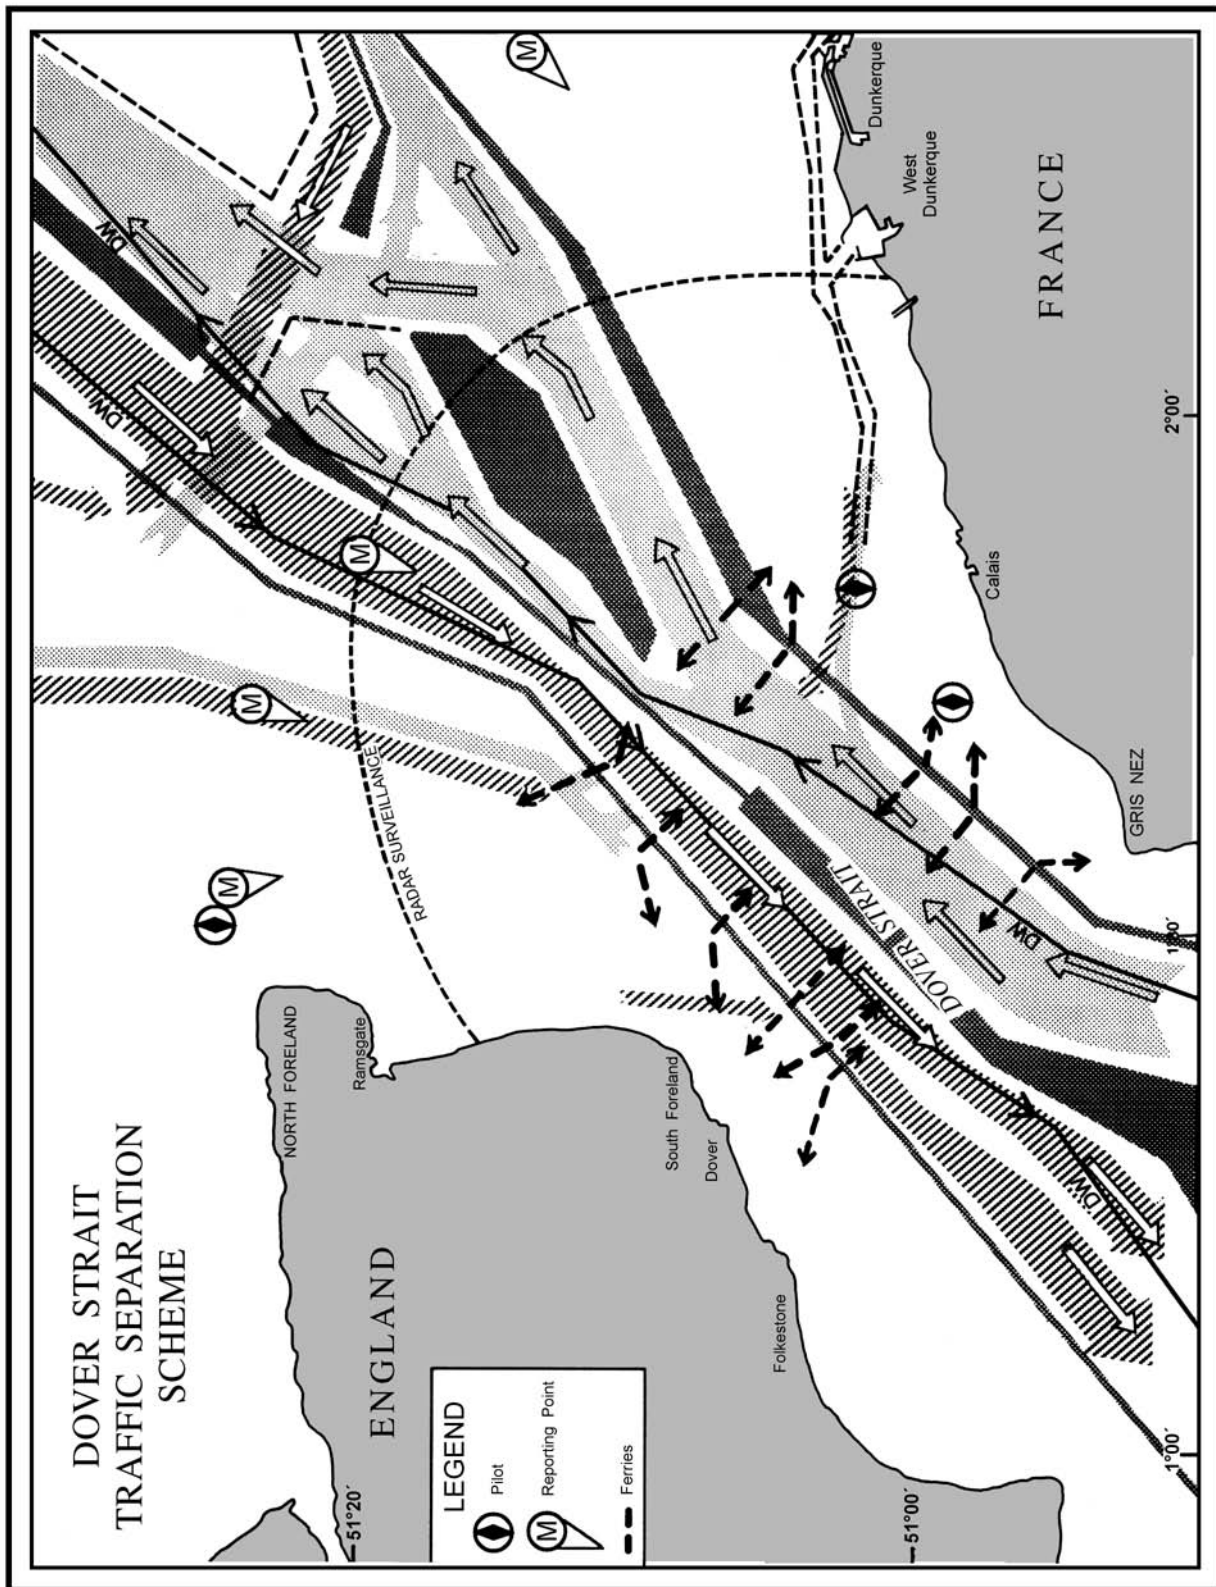 DOVER STRAIT
TRAFFIC SEPARATION
SCHEME
NORTH FORELAND
Ramsgate
ENGLAND
South Foreland
Dover
Folkestone
RADAR SURVEILLANCE
DOVER STRAIT
DW
DW
DW
DW
M
M
M
M
Dunkerque
West
Dunkerque
FRANCE
Calais
GRIS NEZ
51°20'
51°00'
1°00'
2°00'
LEGEND
Pilot
M
Reporting Point
Ferries